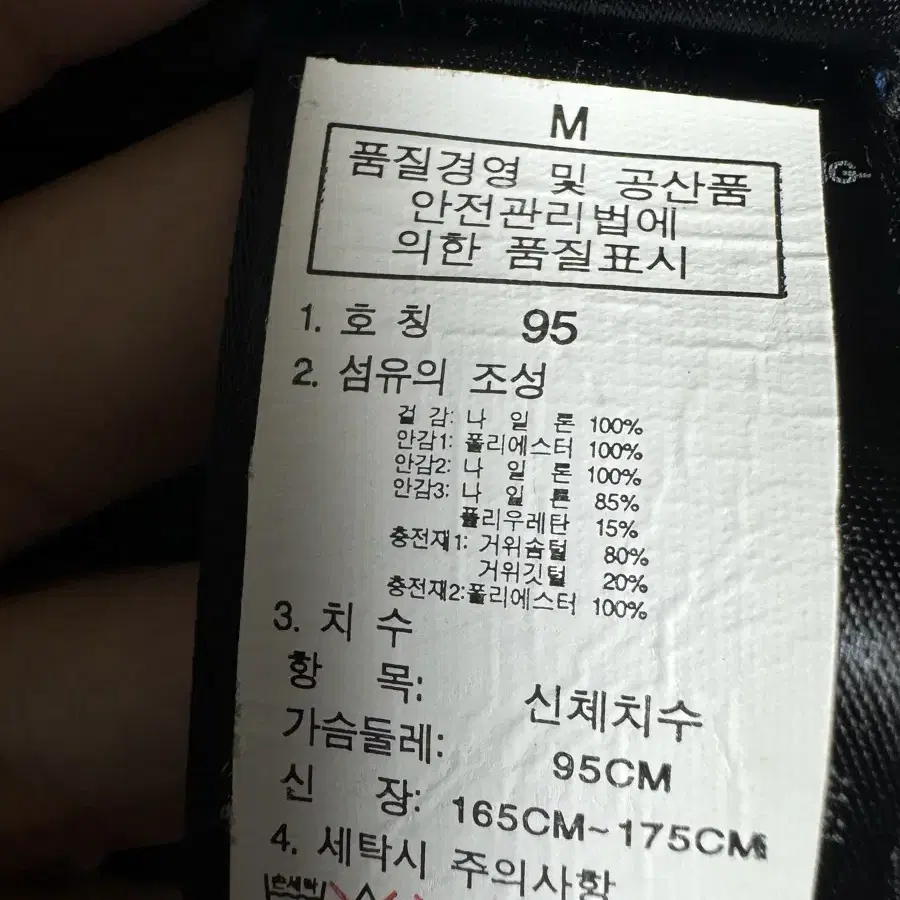 M
품질경영 및 공산품
안전관리법에
의한 품질표시
1. 호 칭 95
2. 섬유의 조성
겉 감: 나 일 론 100%
안감1: 폴리에스터 100%
안감2: 나 일 론 100%
안감3: 나 일 론 85%
폴리우레탄 15%
충전재1: 거위솜털 80%
거위깃털 20%
충전재2:폴리에스터 100%
3. 치 수
항 목: 신체치수
가슴둘레: 95CM
신 장: 165CM~175CM
4. 세탁시 주의사항
손세탁